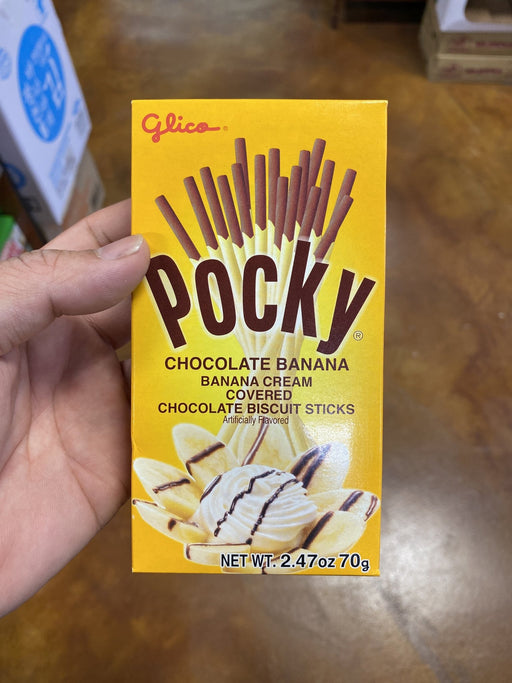 Glico®
Pocky®
CHOCOLATE BANANA
BANANA CREAM
COVERED
CHOCOLATE BISCUIT STICKS
Artificially Flavored
NET WT. 2.47oz 70g